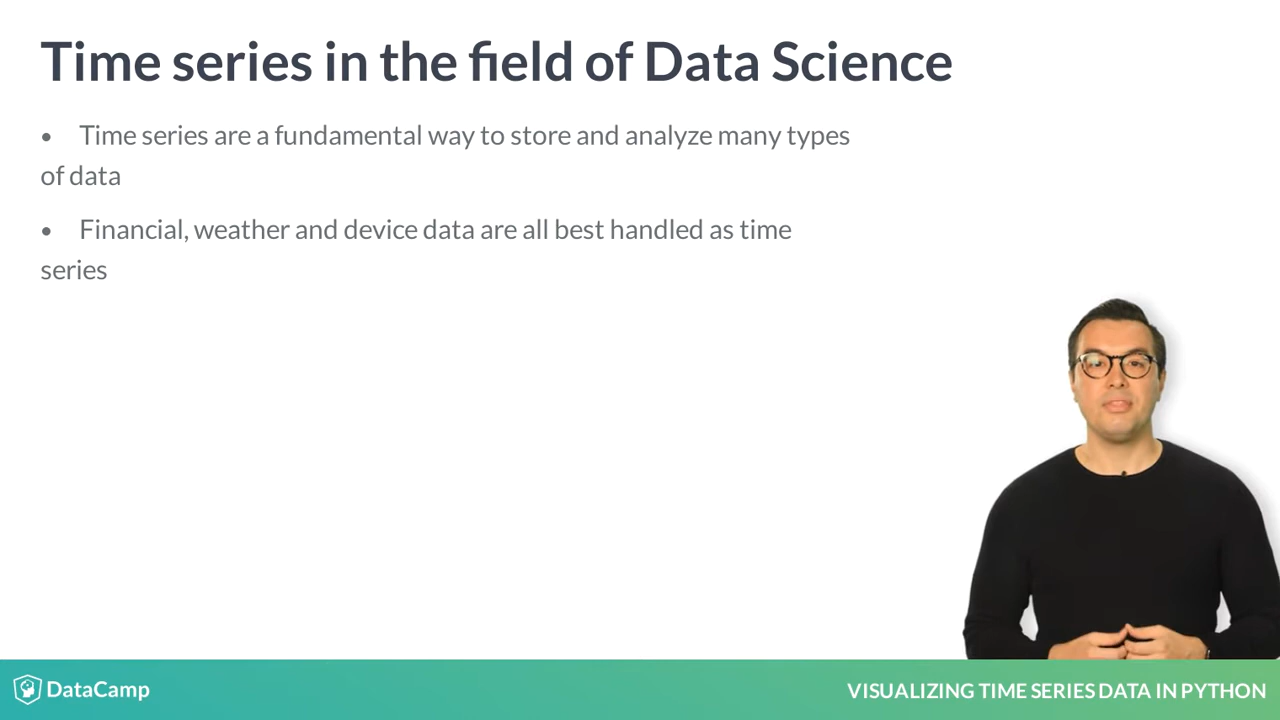 Time series in the field of Data Science
• Time series are a fundamental way to store and analyze many types
of data
• Financial, weather and device data are all best handled as time
series
DataCamp
VISUALIZING TIME SERIES DATA IN PYTHON